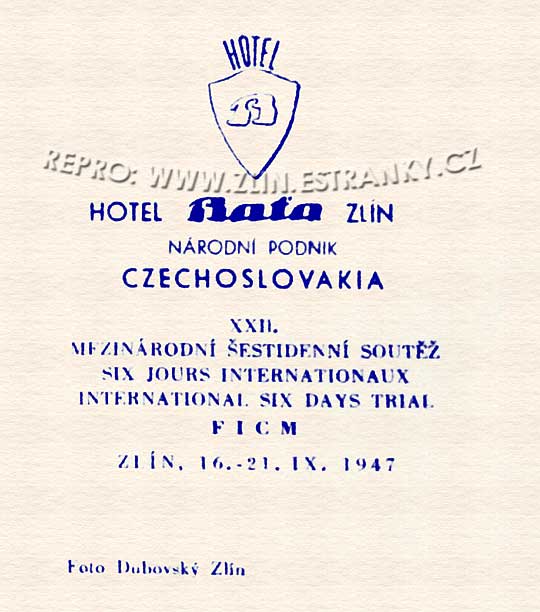 HOTEL
REPRO: WWW.ZLIN.ESTRANKY.CZ
HOTEL Baťa ZLÍN
NÁRODNÍ PODNIK
CZECHOSLOVAKIA
XXII.
MEZINÁRODNÍ ŠESTIDENNÍ SOUTĚŽ
SIX JOURS INTERNATIONAUX
INTERNATIONAL SIX DAYS TRIAL
FICM
ZLÍN, 16.-21. IX. 1947
Foto Dubovský Zlín